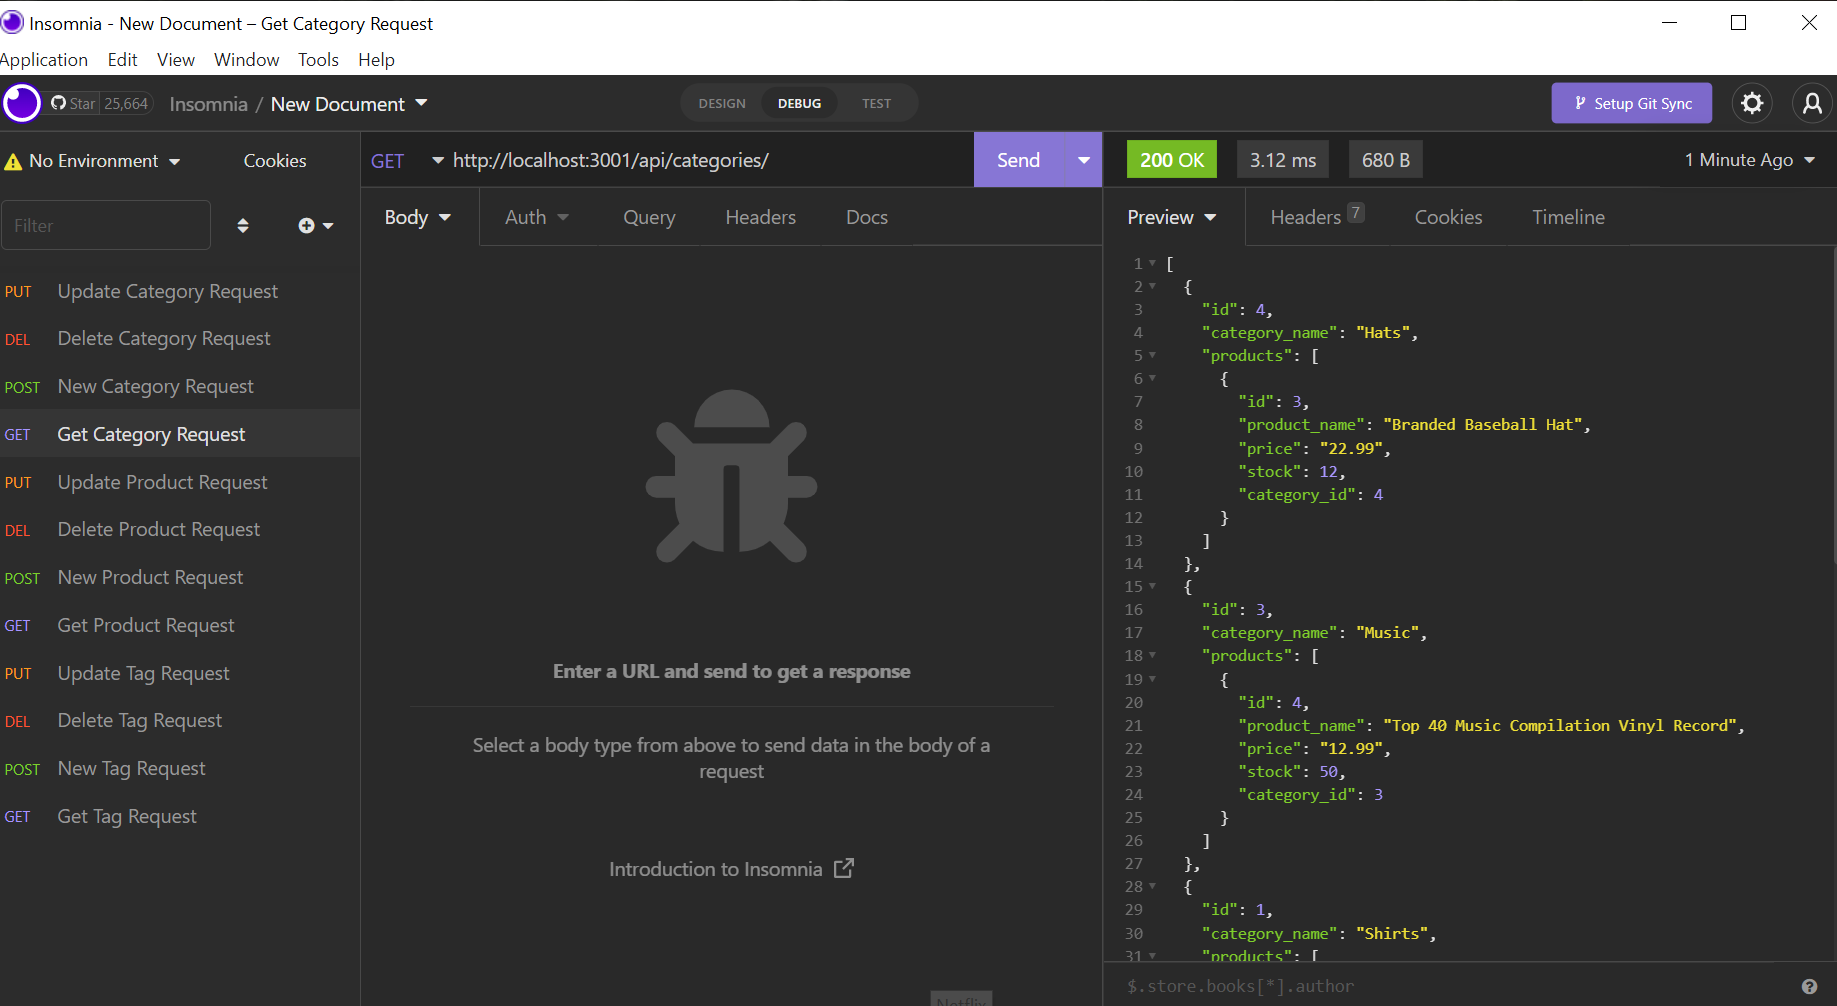 Insomnia - New Document – Get Category Request
Application Edit View Window Tools Help
Star 25,664 Insomnia / New Document DESIGN DEBUG TEST Setup Git Sync
No Environment Cookies
Filter
PUT Update Category Request
DEL Delete Category Request
POST New Category Request
GET Get Category Request
PUT Update Product Request
DEL Delete Product Request
POST New Product Request
GET Get Product Request
PUT Update Tag Request
DEL Delete Tag Request
POST New Tag Request
GET Get Tag Request
GET http://localhost:3001/api/categories/ Send
Body Auth Query Headers Docs
Enter a URL and send to get a response
Select a body type from above to send data in the body of a
request
Introduction to Insomnia
Netflix
200 OK 3.12 ms 680 B 1 Minute Ago
Preview Headers 7 Cookies Timeline
1 [
2 {
3 "id": 4,
4 "category_name": "Hats",
5 "products": [
6 {
7 "id": 3,
8 "product_name": "Branded Baseball Hat",
9 "price": "22.99",
10 "stock": 12,
11 "category_id": 4
12 }
13 ]
14 },
15 {
16 "id": 3,
17 "category_name": "Music",
18 "products": [
19 {
20 "id": 4,
21 "product_name": "Top 40 Music Compilation Vinyl Record",
22 "price": "12.99",
23 "stock": 50,
24 "category_id": 3
25 }
26 ]
27 },
28 {
29 "id": 1,
30 "category_name": "Shirts",
31 "products": [
$.store.books[*].author